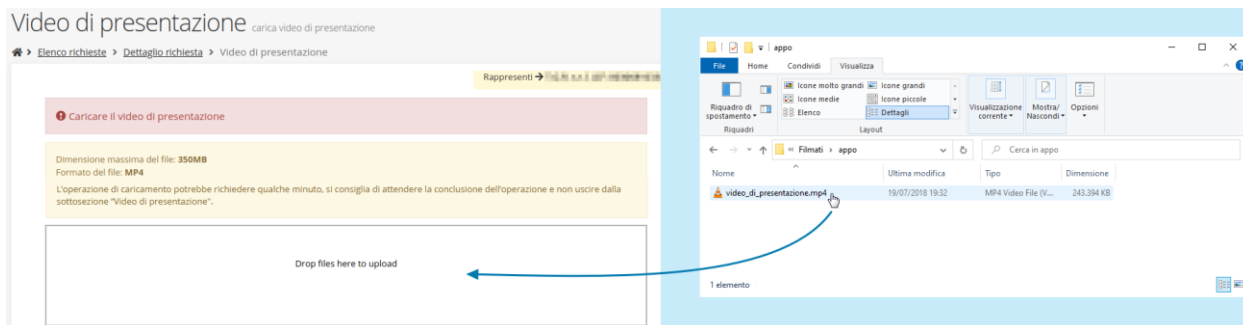 Video di presentazione carica video di presentazione
Elenco richieste > Dettaglio richiesta > Video di presentazione
Rappresenti
Caricare il video di presentazione
Dimensione massima del file: 350MB
Formato del file: MP4
L'operazione di caricamento potrebbe richiedere qualche minuto, si consiglia di attendere la conclusione dell'operazione e non uscire dalla
sottosezione "Video di presentazione".
Drop files here to upload
appo
File Home Condividi Visualizza
Riquadro di
spostamento
Icone molto grandi Icone grandi
Icone medie Icone piccole
Elenco Dettagli
Visualizzazione
corrente
Mostra/
Nascondi
Opzioni
Riquadri Layout
« Filmati > appo
Cerca in appo
Nome Ultima modifica Tipo Dimensione
video_di_presentazione.mp4 19/07/2018 19:32 MP4 Video File (V... 243.394 KB
1 elemento